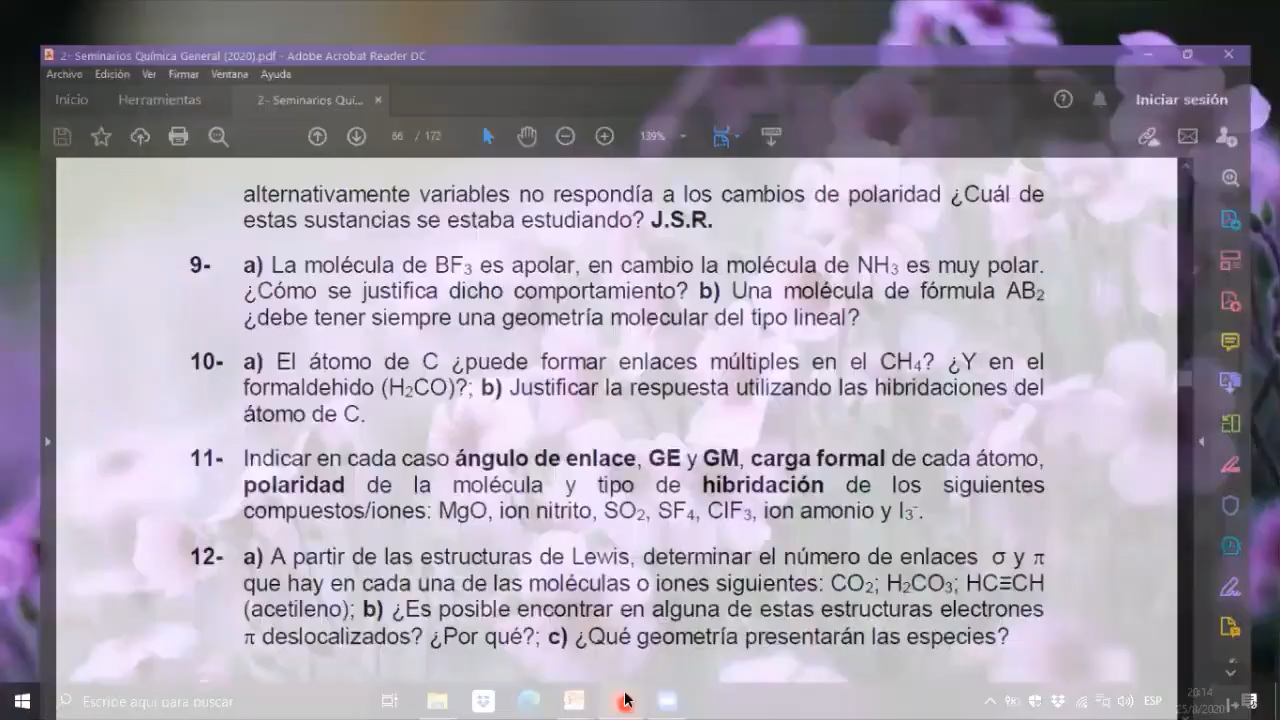 2- Seminarios Química General (2020).pdf - Adobe Acrobat Reader DC
Archivo Edición Ver Firmar Ventana Ayuda
Inicio Herramientas 2- Seminarios Quí... × Iniciar sesión
66 / 172 139%
alternativamente variables no respondía a los cambios de polaridad ¿Cuál de
estas sustancias se estaba estudiando? J.S.R.
9- a) La molécula de BF₃ es apolar, en cambio la molécula de NH₃ es muy polar.
¿Cómo se justifica dicho comportamiento? b) Una molécula de fórmula AB₂
¿debe tener siempre una geometría molecular del tipo lineal?
10- a) El átomo de C ¿puede formar enlaces múltiples en el CH₄? ¿Y en el
formaldehido (H₂CO)?; b) Justificar la respuesta utilizando las hibridaciones del
átomo de C.
11- Indicar en cada caso ángulo de enlace, GE y GM, carga formal de cada átomo,
polaridad de la molécula y tipo de hibridación de los siguientes
compuestos/iones: MgO, ion nitrito, SO₂, SF₄, ClF₃, ion amonio y I₃⁻.
12- a) A partir de las estructuras de Lewis, determinar el número de enlaces σ y π
que hay en cada una de las moléculas o iones siguientes: CO₂; H₂CO₃; HC≡CH
(acetileno); b) ¿Es posible encontrar en alguna de estas estructuras electrones
π deslocalizados? ¿Por qué?; c) ¿Qué geometría presentarán las especies?
Escribe aquí para buscar
ESP
20:14